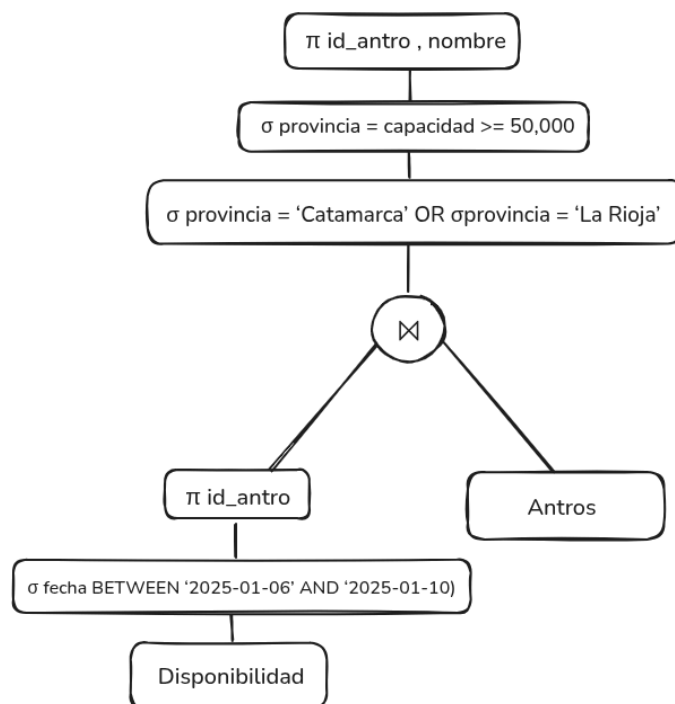 π id_antro , nombre
σ provincia = capacidad >= 50,000
σ provincia = ‘Catamarca’ OR σprovincia = ‘La Rioja’
⋈
π id_antro
Antros
σ fecha BETWEEN ‘2025-01-06’ AND ‘2025-01-10)
Disponibilidad